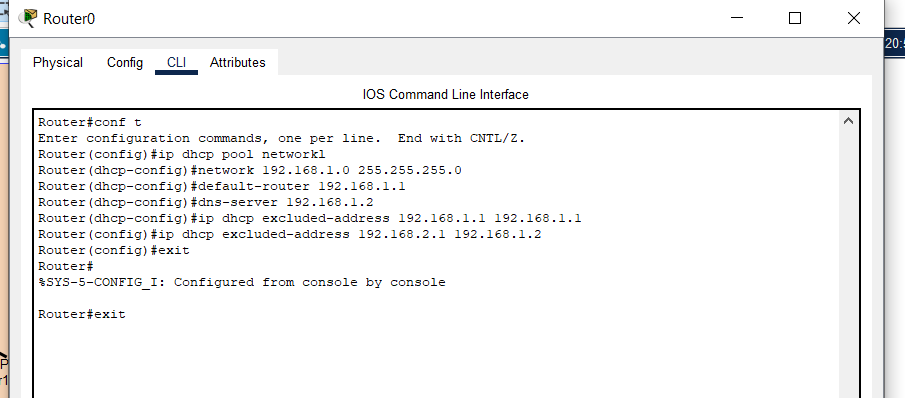 Router0
20:
Physical Config CLI Attributes
IOS Command Line Interface
Router#conf t
Enter configuration commands, one per line. End with CNTL/Z.
Router(config)#ip dhcp pool network1
Router(dhcp-config)#network 192.168.1.0 255.255.255.0
Router(dhcp-config)#default-router 192.168.1.1
Router(dhcp-config)#dns-server 192.168.1.2
Router(dhcp-config)#ip dhcp excluded-address 192.168.1.1 192.168.1.1
Router(config)#ip dhcp excluded-address 192.168.2.1 192.168.1.2
Router(config)#exit
Router#
%SYS-5-CONFIG_I: Configured from console by console
Router#exit
P
r1